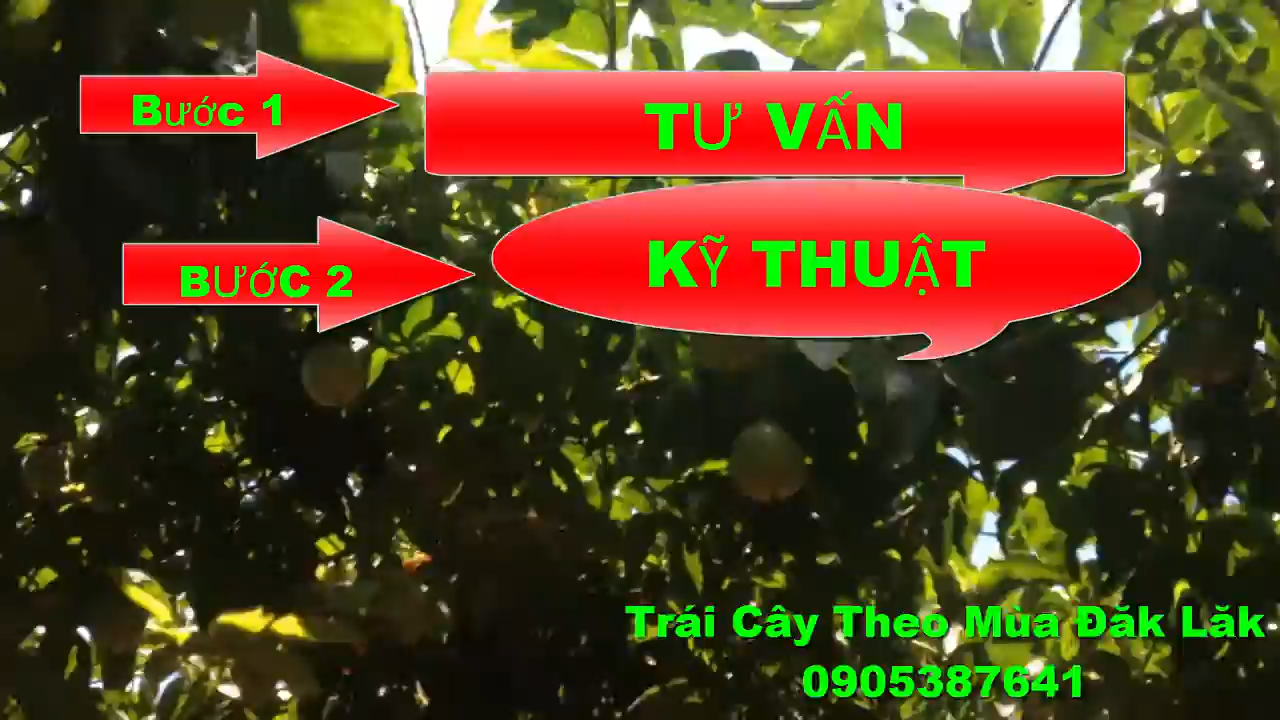 Bước 1
TƯ VẤN
BƯỚC 2
KỸ THUẬT
Trái Cây Theo Mùa Đăk Lăk
0905387641